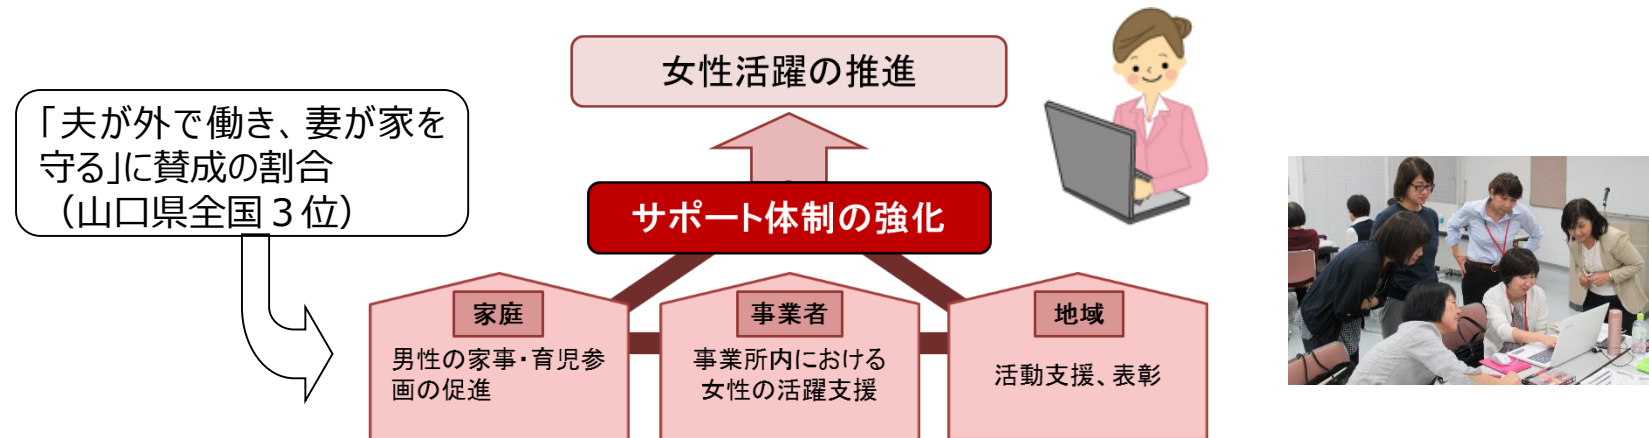 女性活躍の推進
「夫が外で働き、妻が家を
守る」に賛成の割合
（山口県全国３位）
サポート体制の強化
家庭
男性の家事・育児参
画の促進
事業者
事業所内における
女性の活躍支援
地域
活動支援、表彰